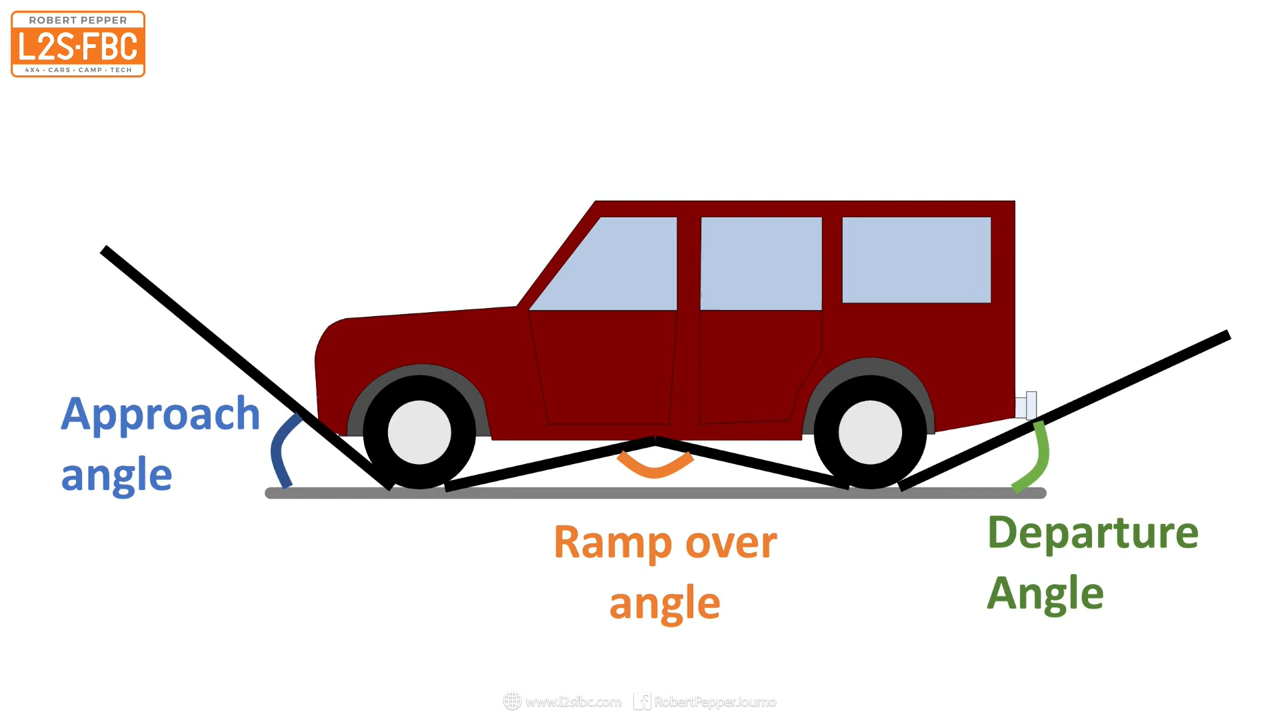 ROBERT PEPPER
L2S·FBC
4X4 • CARS • CAMP • TECH
Approach
angle
Ramp over
angle
Departure
Angle
www.l2sfbc.com RobertPepperJourno